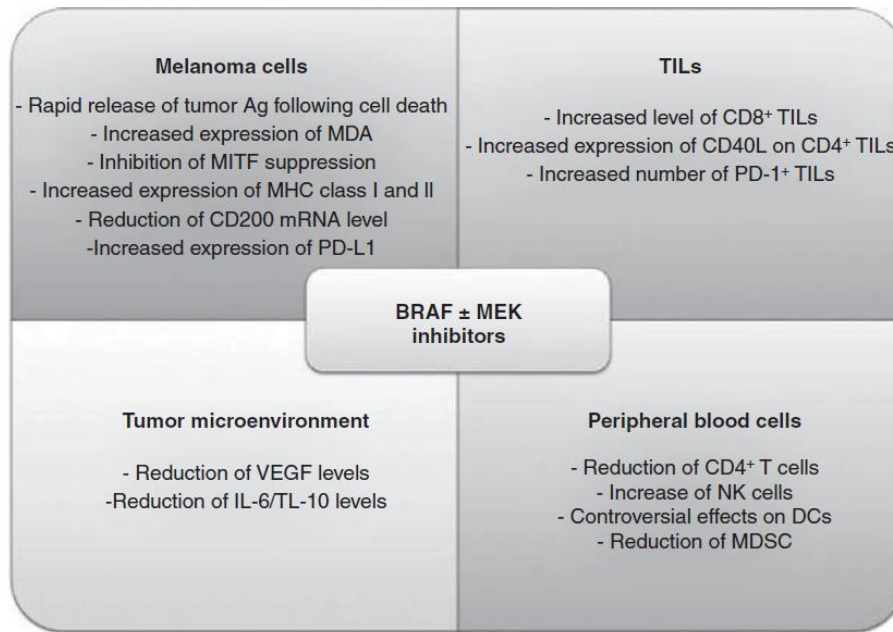 Melanoma cells
- Rapid release of tumor Ag following cell death
- Increased expression of MDA
- Inhibition of MITF suppression
- Increased expression of MHC class I and II
- Reduction of CD200 mRNA level
-Increased expression of PD-L1
TILs
- Increased level of CD8⁺ TILs
- Increased expression of CD40L on CD4⁺ TILs
- Increased number of PD-1⁺ TILs
BRAF ± MEK
inhibitors
Tumor microenvironment
- Reduction of VEGF levels
-Reduction of IL-6/TL-10 levels
Peripheral blood cells
- Reduction of CD4⁺ T cells
- Increase of NK cells
- Controversial effects on DCs
- Reduction of MDSC